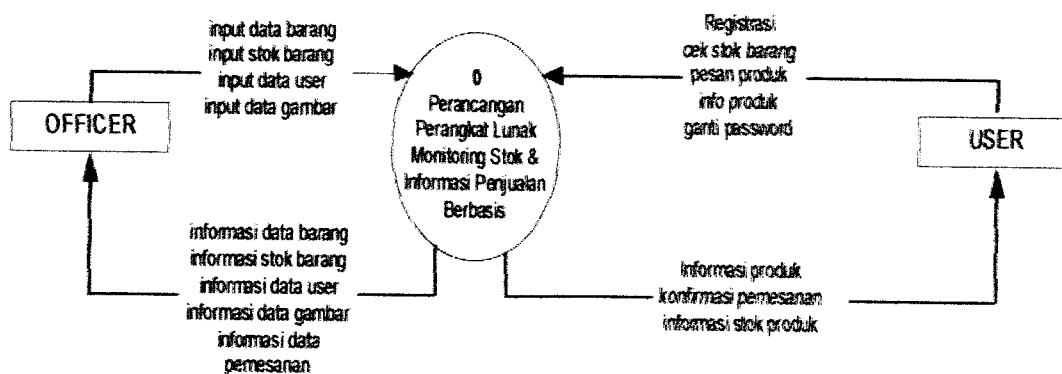 input data barang
input stok barang
input data user
input data gambar
OFFICER
informasi data barang
informasi stok barang
informasi data user
informasi data gambar
informasi data
pemesanan
0
Perancangan
Perangkat Lunak
Monitoring Stok &
Informasi Penjualan
Berbasis
Registrasi
cek stok barang
pesan produk
info produk
ganti password
USER
Informasi produk
konfirmasi pemesanan
informasi stok produk